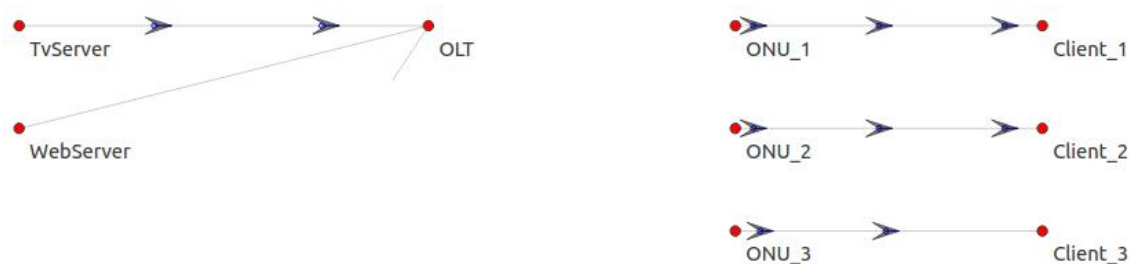 TvServer
OLT
ONU_1
Client_1
WebServer
ONU_2
Client_2
ONU_3
Client_3